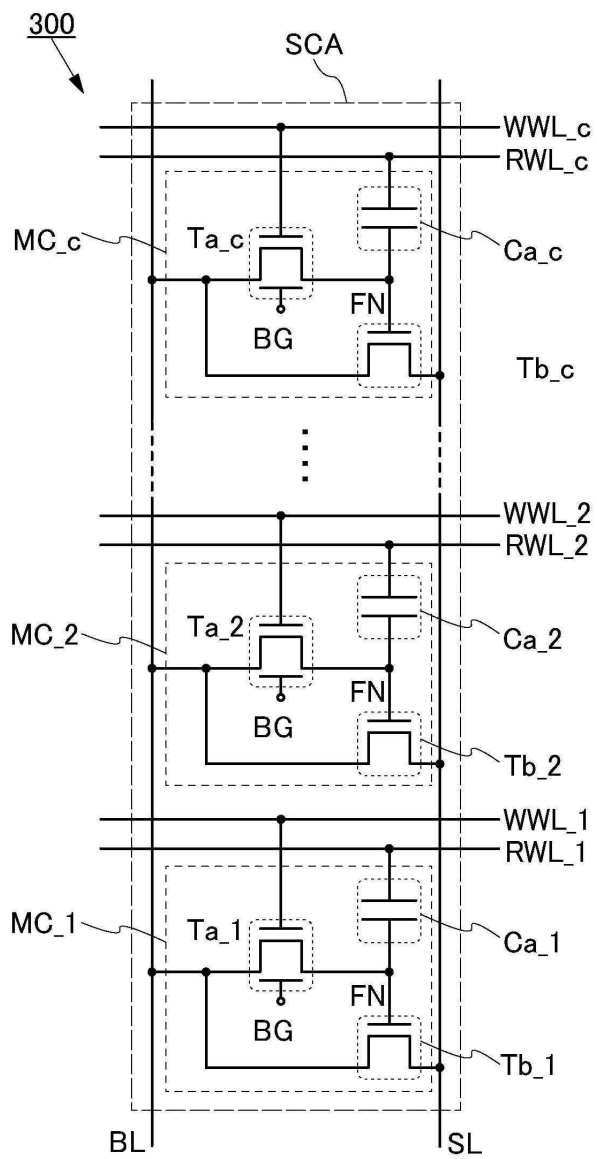 300
SCA
WWL_c
RWL_c
MC_c
Ta_c
Ca_c
FN
BG
Tb_c
WWL_2
RWL_2
MC_2
Ta_2
Ca_2
FN
BG
Tb_2
WWL_1
RWL_1
MC_1
Ta_1
Ca_1
FN
BG
Tb_1
BL
SL